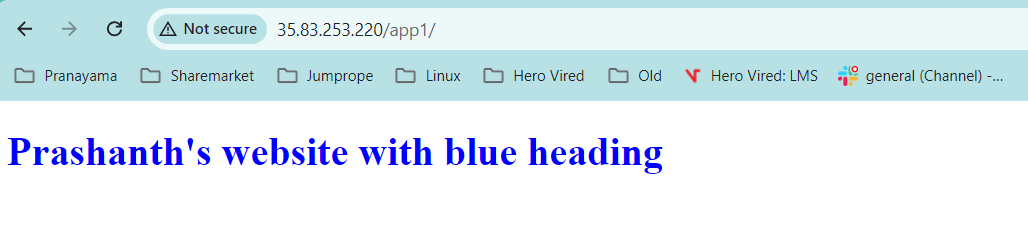 Not secure 35.83.253.220/app1/
Pranayama Sharemarket Jumprope Linux Hero Vired Old Hero Vired: LMS general (Channel) -...
Prashanth's website with blue heading